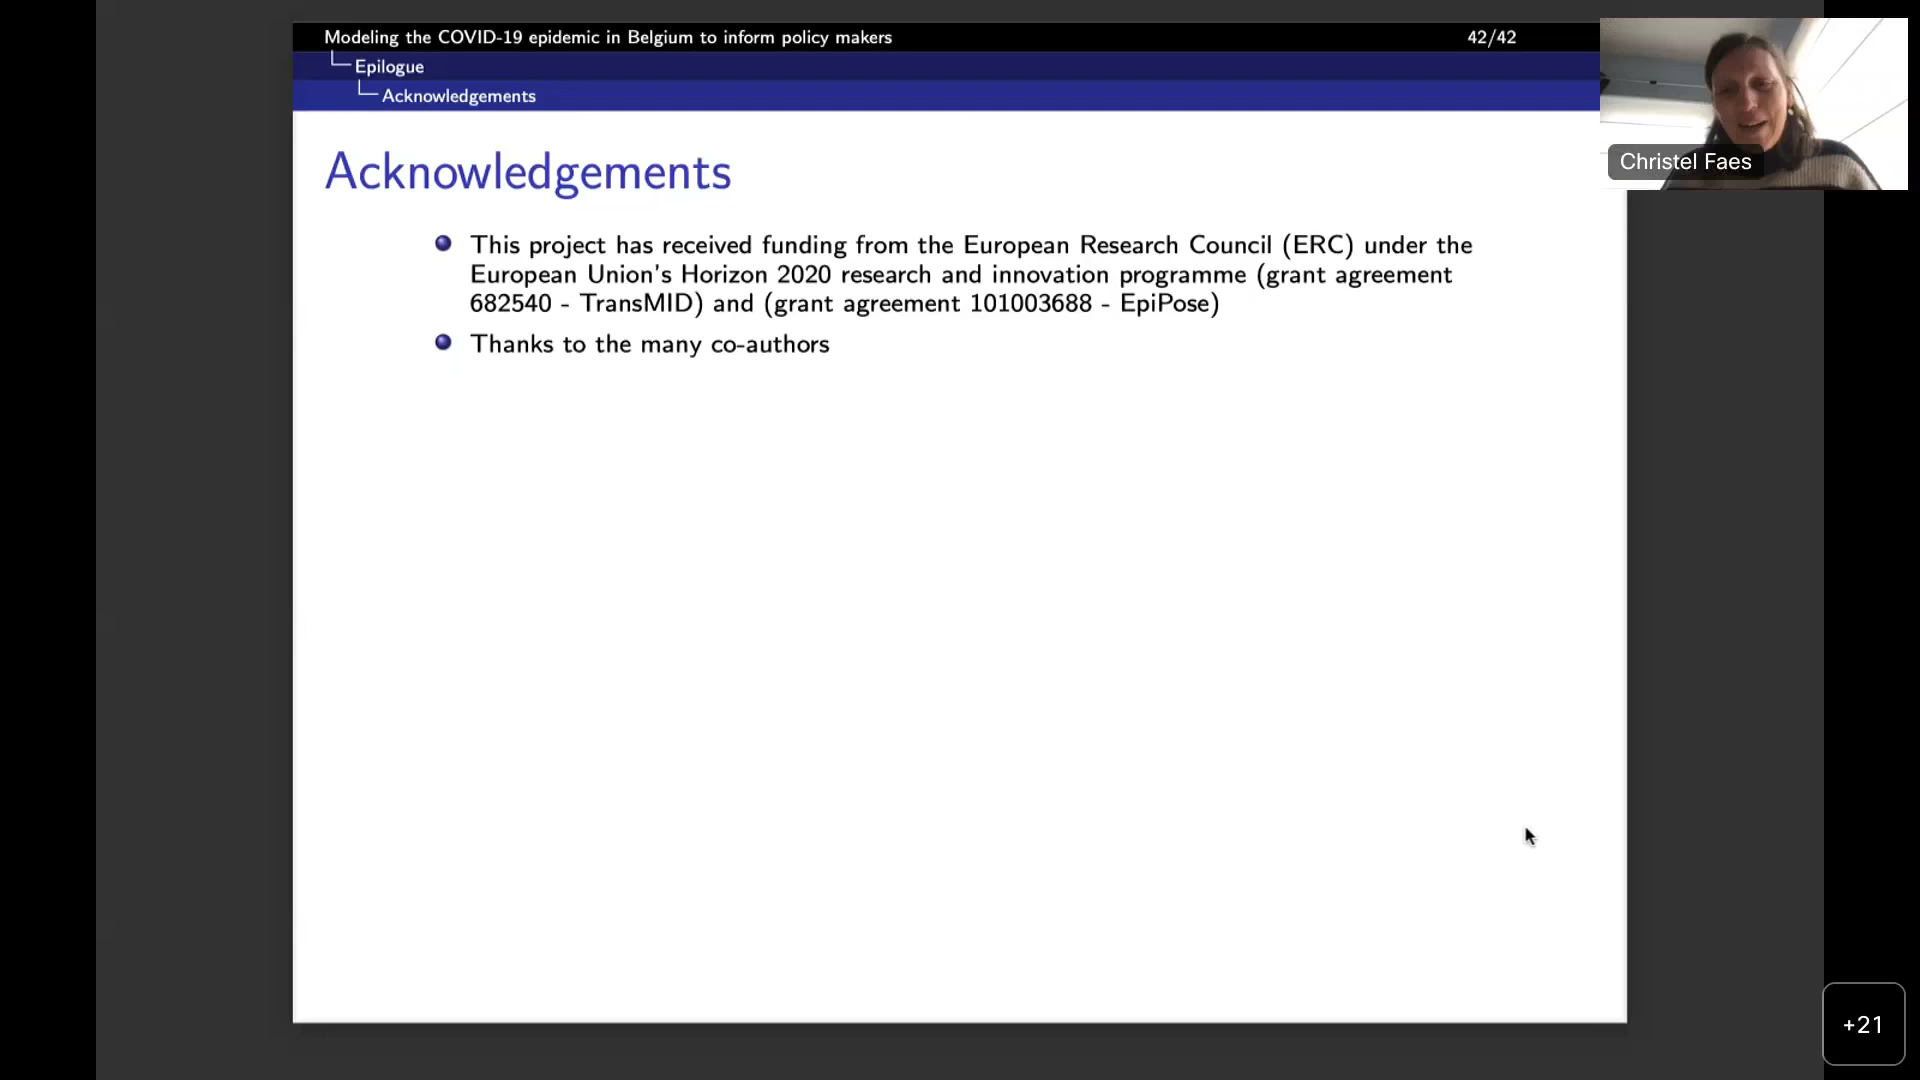 Modeling the COVID-19 epidemic in Belgium to inform policy makers
42/42
Epilogue
Acknowledgements
Christel Faes
Acknowledgements
This project has received funding from the European Research Council (ERC) under the
European Union's Horizon 2020 research and innovation programme (grant agreement
682540 - TransMID) and (grant agreement 101003688 - EpiPose)
Thanks to the many co-authors
+21